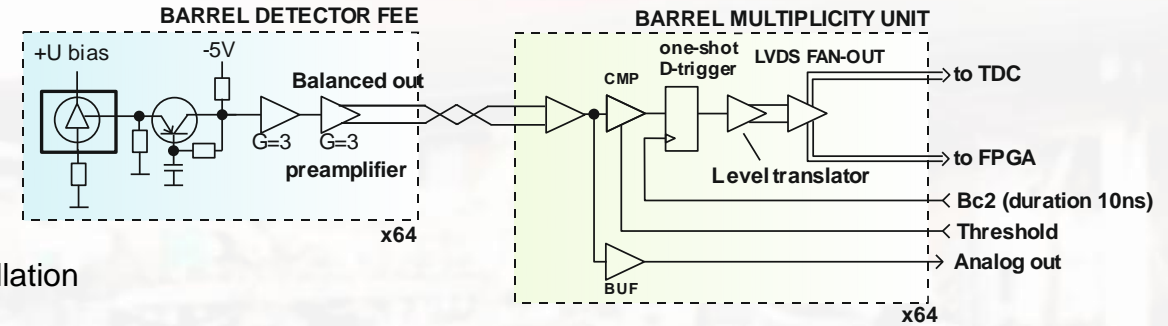 BARREL DETECTOR FEE
+U bias
-5V
Balanced out
G=3
G=3
preamplifier
x64
BARREL MULTIPLICITY UNIT
one-shot
D-trigger
LVDS FAN-OUT
CMP
to TDC
to FPGA
Level translator
Bc2 (duration 10ns)
Threshold
Analog out
BUF
x64
llation